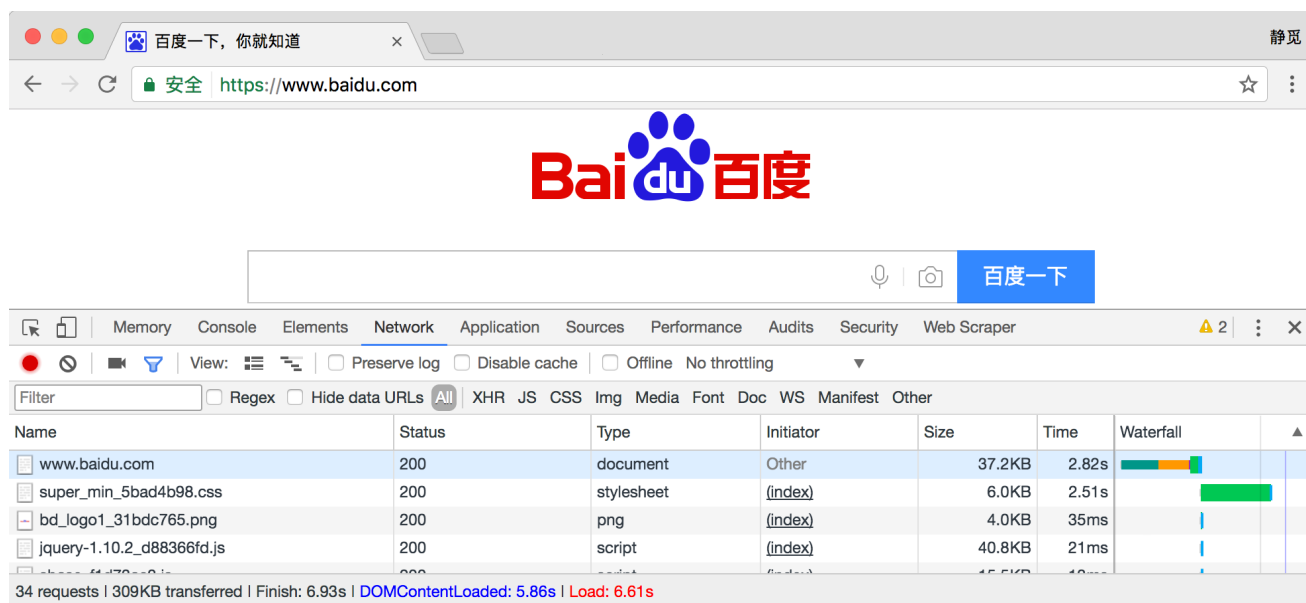 百度一下，你就知道
静觅
安全 https://www.baidu.com
Bai du 百度
百度一下
Memory Console Elements Network Application Sources Performance Audits Security Web Scraper 2
View: Preserve log Disable cache Offline No throttling
Filter Regex Hide data URLs All XHR JS CSS Img Media Font Doc WS Manifest Other
Name Status Type Initiator Size Time Waterfall
www.baidu.com 200 document Other 37.2KB 2.82s
super_min_5bad4b98.css 200 stylesheet (index) 6.0KB 2.51s
bd_logo1_31bdc765.png 200 png (index) 4.0KB 35ms
jquery-1.10.2_d88366fd.js 200 script (index) 40.8KB 21ms
34 requests | 309KB transferred | Finish: 6.93s | DOMContentLoaded: 5.86s | Load: 6.61s